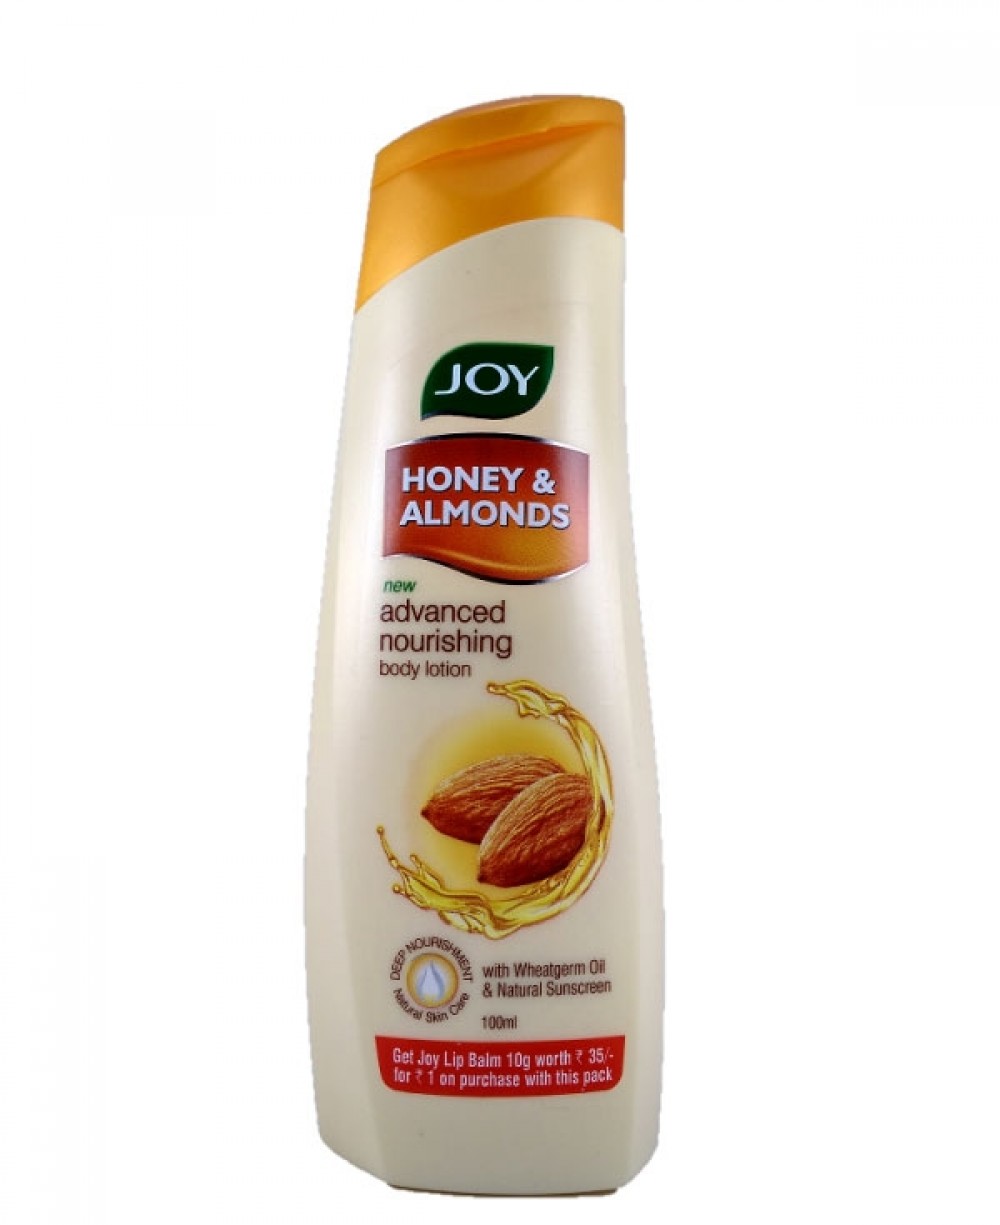 JOY
HONEY &
ALMONDS
new
advanced
nourishing
body lotion
DEEP NOURISHMENT
Natural Skin Care
with Wheatgerm Oil
& Natural Sunscreen
100ml
Get Joy Lip Balm 10g worth ₹ 35/-
for ₹ 1 on purchase with this pack